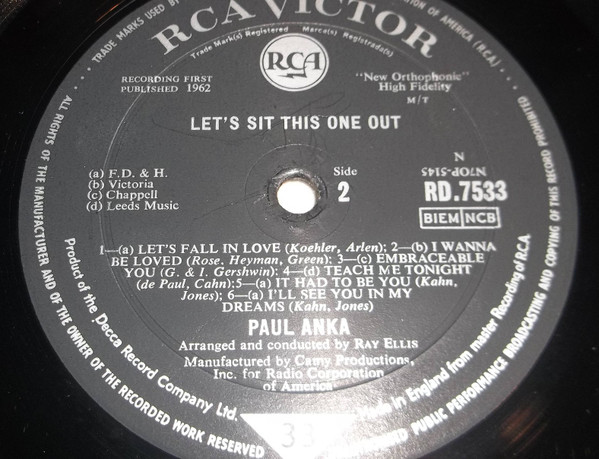 RCA VICTOR
Trade Mark(s) Registered Marca(s) Registrada(s)
RCA
RECORDING FIRST
PUBLISHED 1962
"New Orthophonic"
High Fidelity
M/T
LET'S SIT THIS ONE OUT
(a) F.D. & H.
(b) Victoria
(c) Chappell
(d) Leeds Music
Side
2
N
N7OP-5145
RD.7533
BIEM NCB
1—(a) LET'S FALL IN LOVE (Koehler, Arlen); 2—(b) I WANNA
BE LOVED (Rose, Heyman, Green); 3—(c) EMBRACEABLE
YOU (G. & I. Gershwin); 4—(d) TEACH ME TONIGHT
(de Paul, Cahn); 5—(a) IT HAD TO BE YOU (Kahn,
Jones); 6—(a) I'LL SEE YOU IN MY
DREAMS (Kahn, Jones)
PAUL ANKA
Arranged and conducted by RAY ELLIS
Manufactured by Camy Productions,
Inc. for Radio Corporation
of America
Product of the Decca Record Company Ltd.
Made in England from master Recording of R.C.A.
33
TRADE MARKS USED BY
OF AMERICA (R.C.A.)
ALL RIGHTS OF THE MANUFACTURER AND OF THE OWNER OF THE RECORDED WORK RESERVED
PUBLIC PERFORMANCE BROADCASTING AND COPYING OF THIS RECORD PROHIBITED